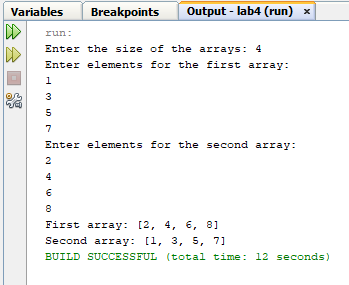 Variables Breakpoints Output - lab4 (run) ×
run:
Enter the size of the arrays: 4
Enter elements for the first array:
1
3
5
7
Enter elements for the second array:
2
4
6
8
First array: [2, 4, 6, 8]
Second array: [1, 3, 5, 7]
BUILD SUCCESSFUL (total time: 12 seconds)